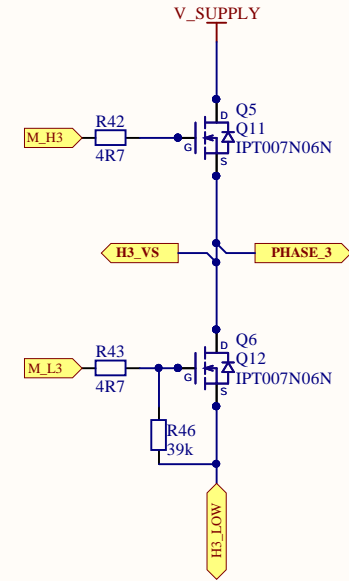 V_SUPPLY
Q5
Q11
IPT007N06N
D
G
S
R42
4R7
M_H3
H3_VS
PHASE_3
Q6
Q12
IPT007N06N
D
G
S
R43
4R7
M_L3
R46
39k
H3_LOW